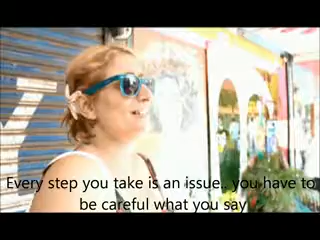 Every step you take is an issue,. you have to
be careful what you say